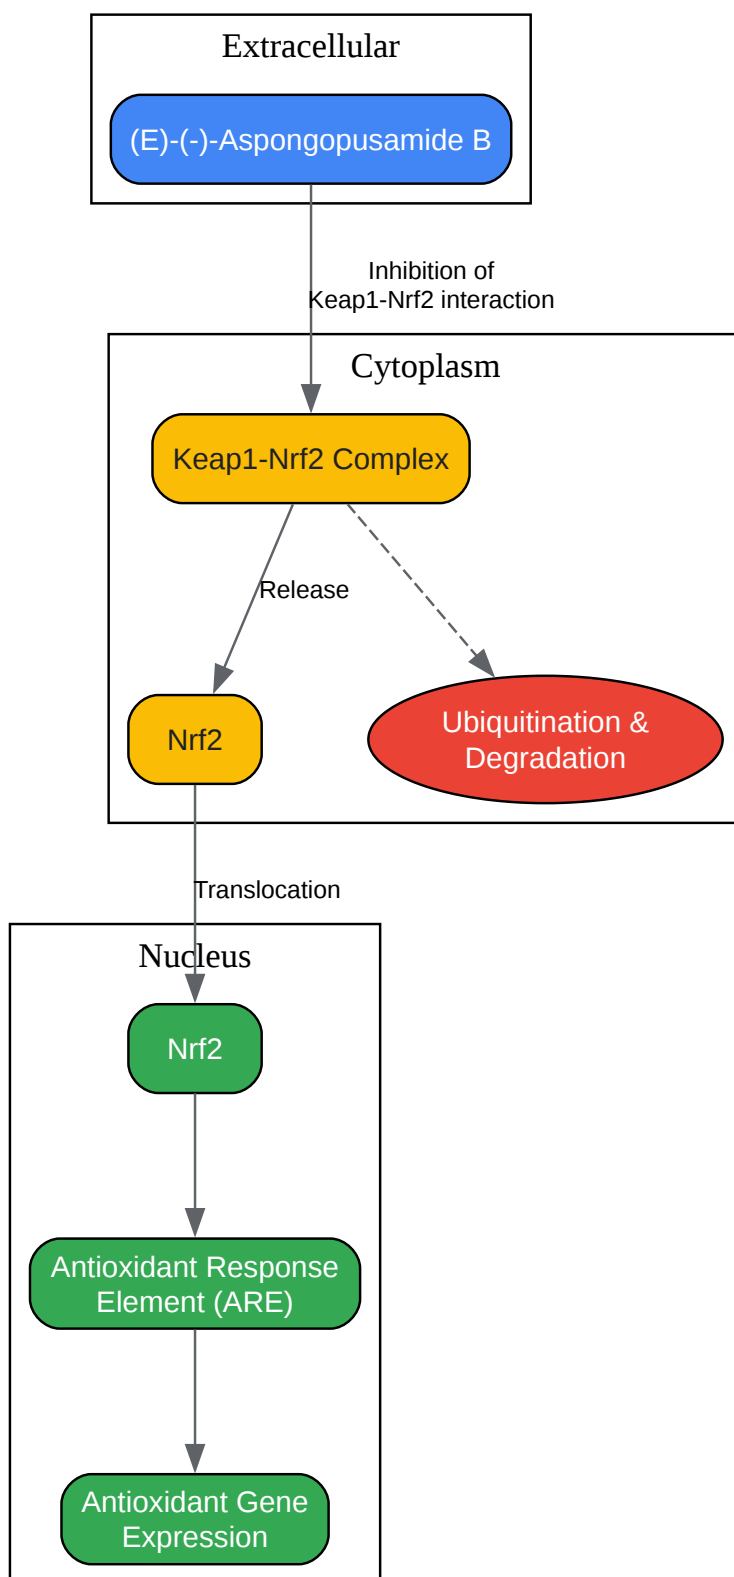 Extracellular
(E)-(-)-Aspongopusamide B
Inhibition of
Keap1-Nrf2 interaction
Cytoplasm
Keap1-Nrf2 Complex
Release
Nrf2
Ubiquitination &
Degradation
Translocation
Nucleus
Nrf2
Antioxidant Response
Element (ARE)
Antioxidant Gene
Expression